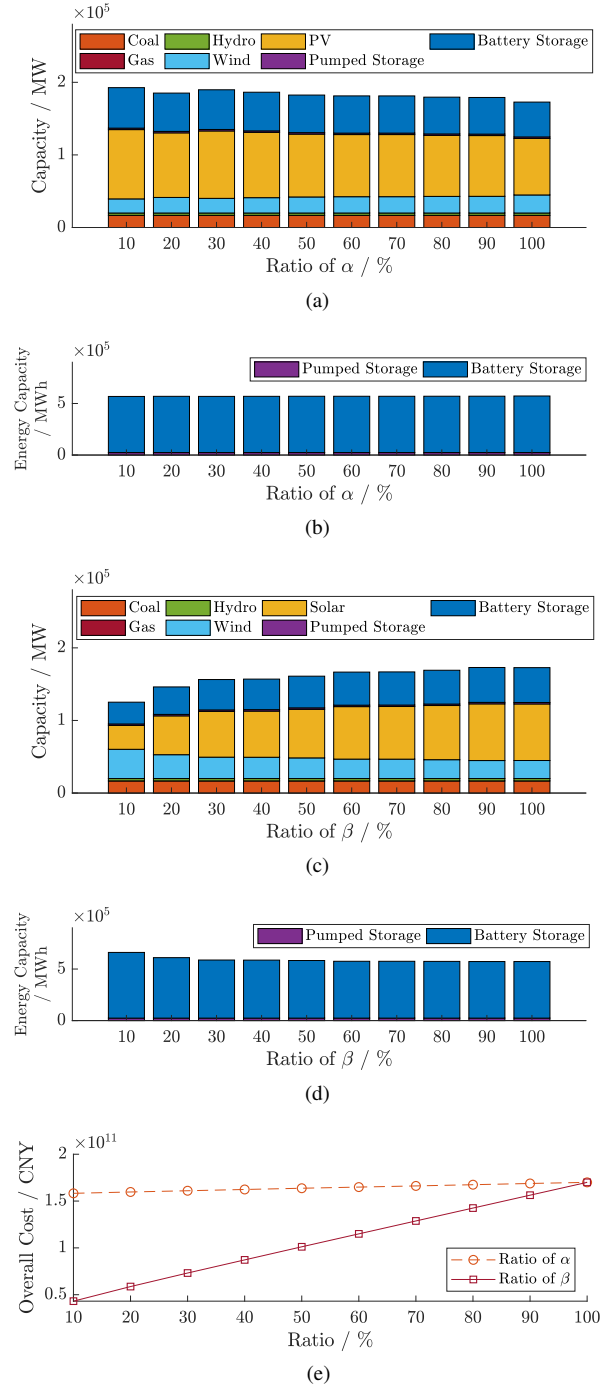 ×10^5
Coal Hydro PV Battery Storage
Gas Wind Pumped Storage
Capacity / MW
2
1
0
10 20 30 40 50 60 70 80 90 100
Ratio of α / %
(a)
×10^5
Pumped Storage Battery Storage
Energy Capacity
/ MWh
5
0
10 20 30 40 50 60 70 80 90 100
Ratio of α / %
(b)
×10^5
Coal Hydro Solar Battery Storage
Gas Wind Pumped Storage
Capacity / MW
2
1
0
10 20 30 40 50 60 70 80 90 100
Ratio of β / %
(c)
×10^5
Pumped Storage Battery Storage
Energy Capacity
/ MWh
5
0
10 20 30 40 50 60 70 80 90 100
Ratio of β / %
(d)
×10^11
Overall Cost / CNY
2
1.5
1
0.5
Ratio of α
Ratio of β
10 20 30 40 50 60 70 80 90 100
Ratio / %
(e)